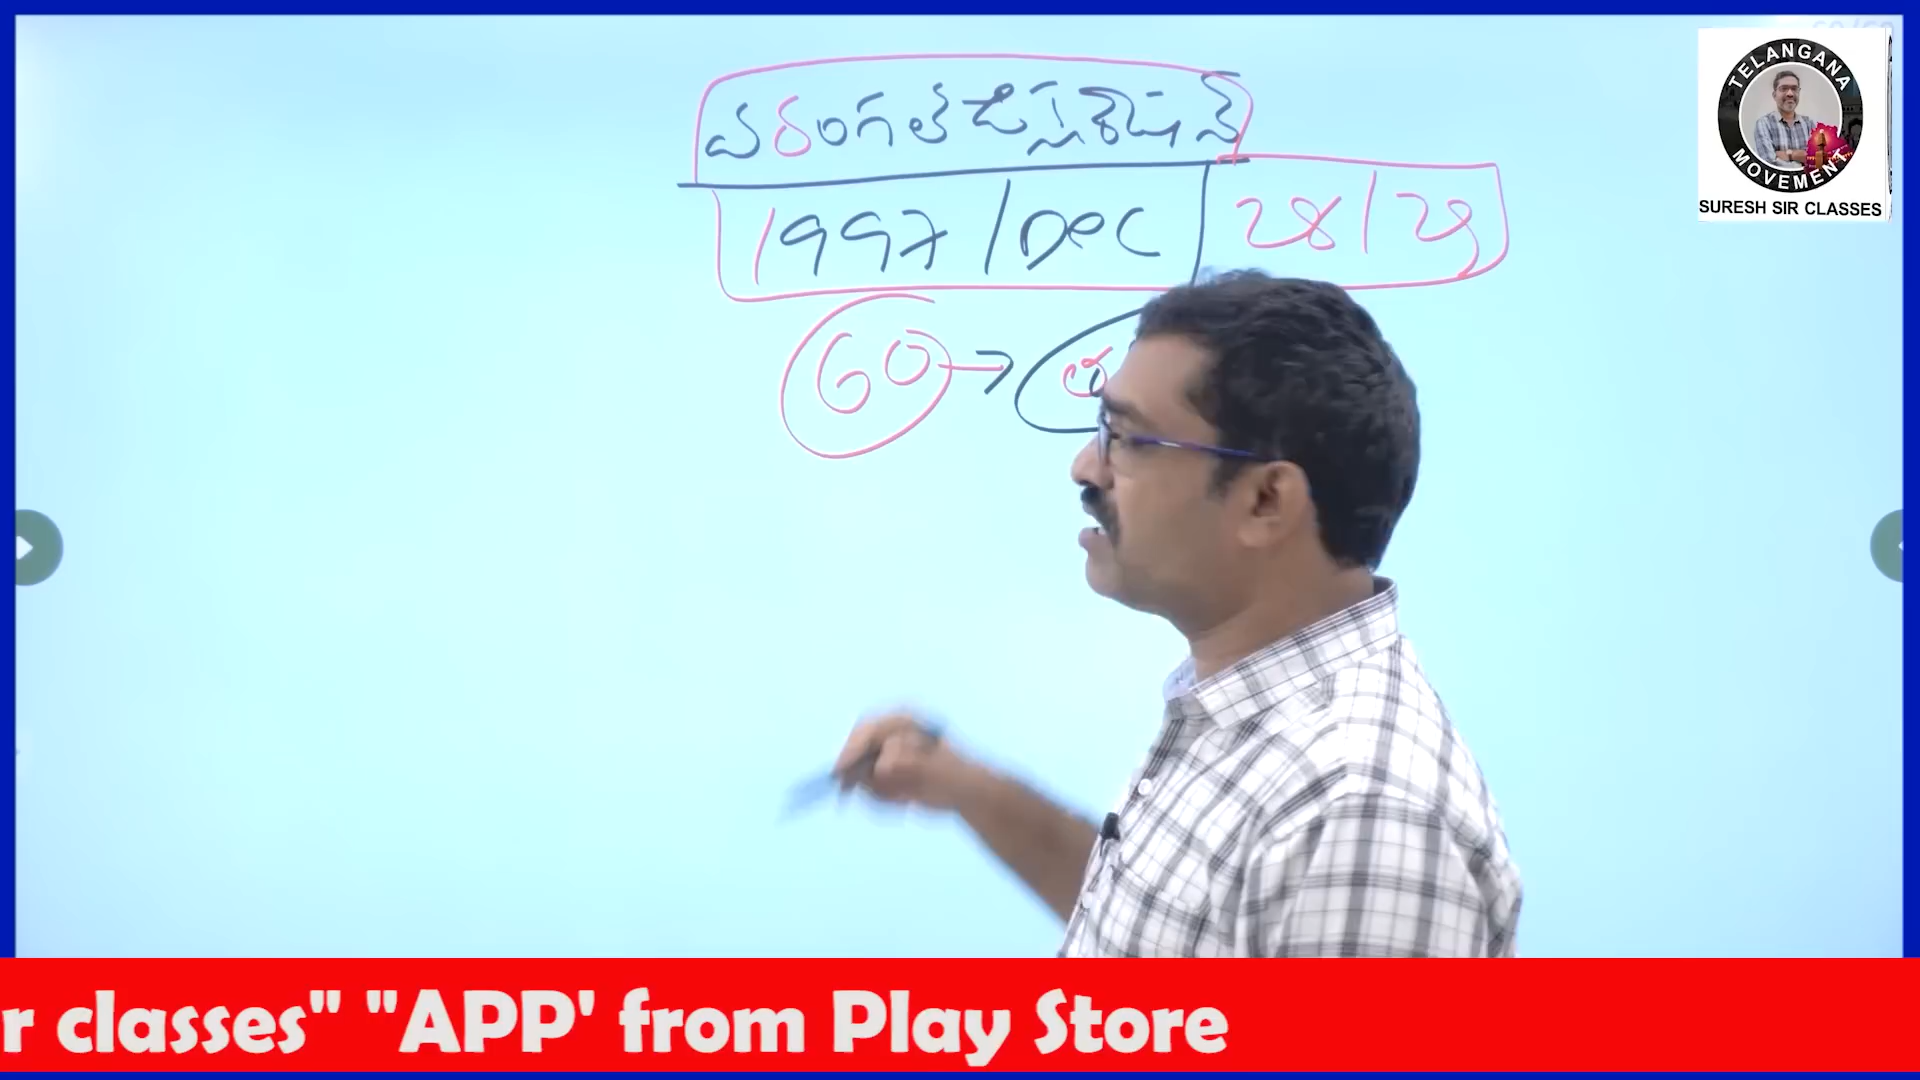 వరంగల్ డిక్లరేషన్
1997 / Dec 28 / 29
60 →
TELANGANA
MOVEMENT
SURESH SIR CLASSES
r classes" "APP' from Play Store